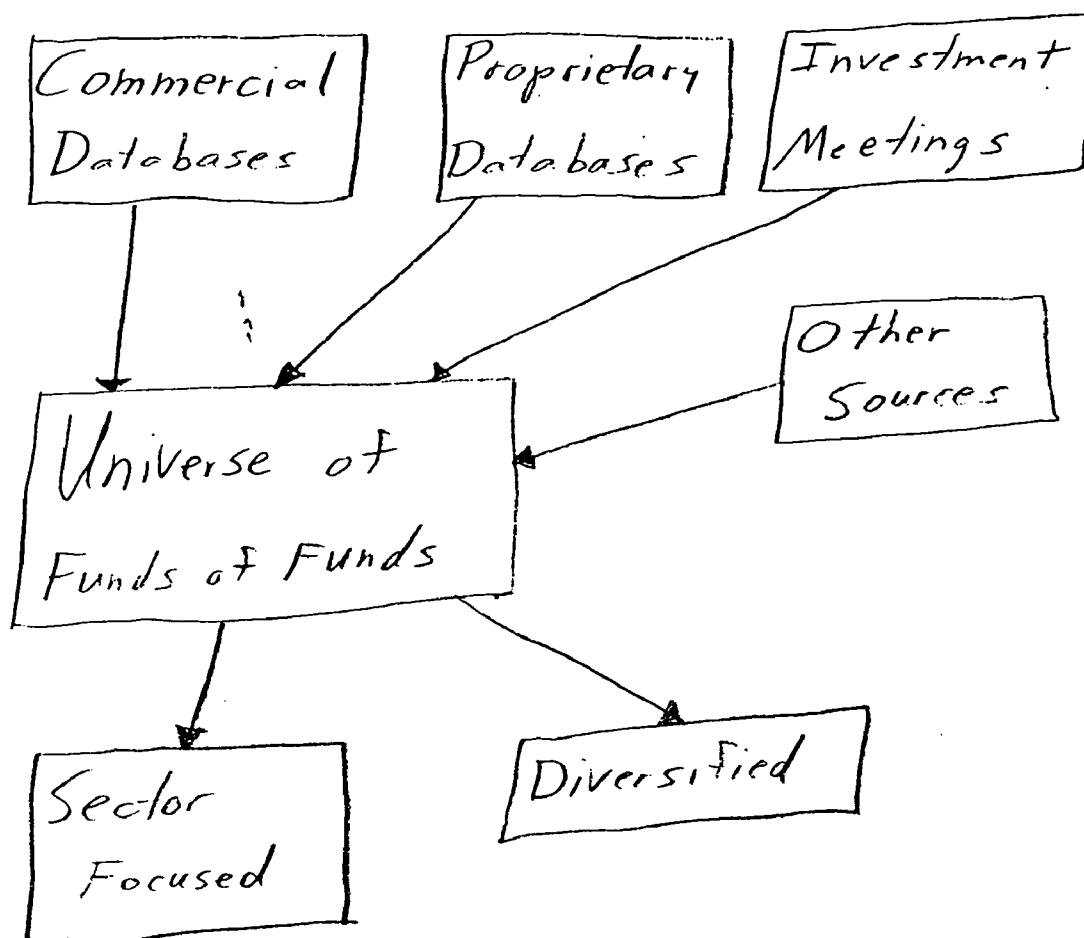 Commercial
Databases
Proprietary
Databases
Investment
Meetings
Other
Sources
Universe of
Funds of Funds
Sector
Focused
Diversified